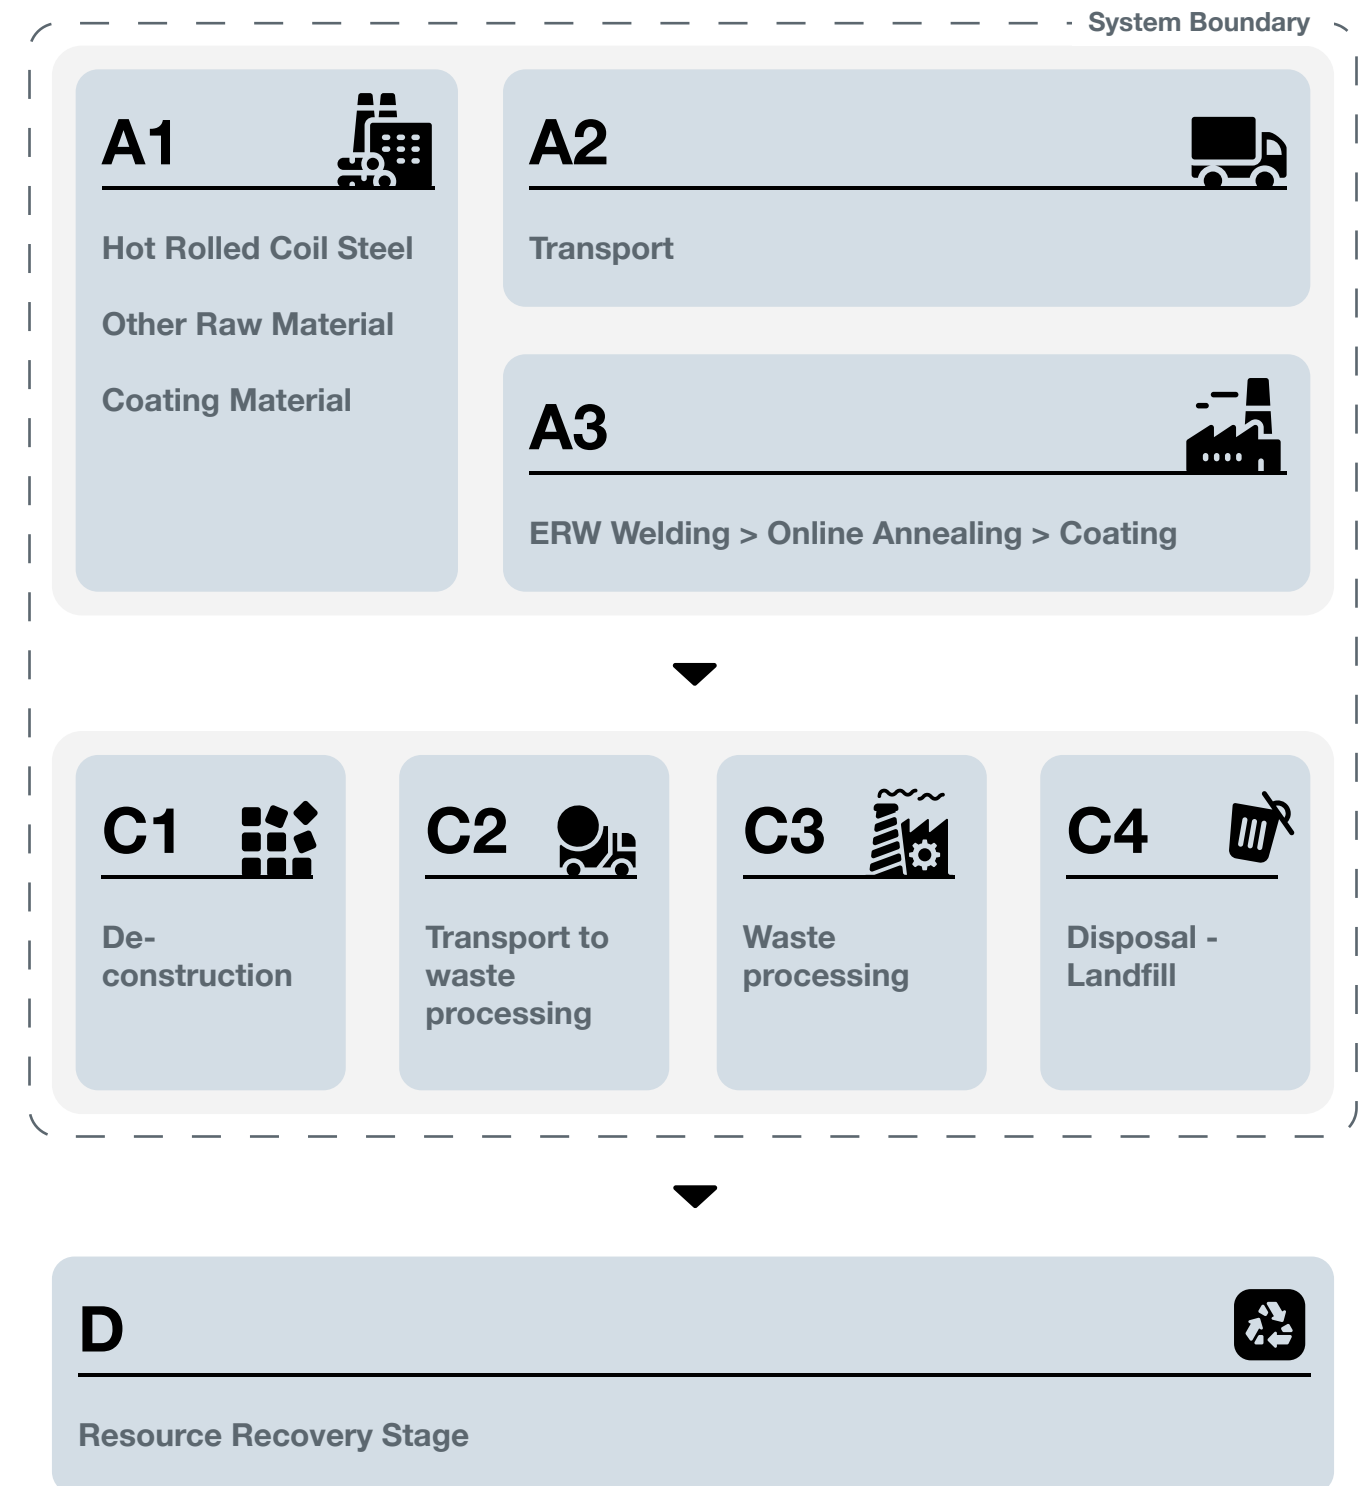 System Boundary
A1
Hot Rolled Coil Steel
Other Raw Material
Coating Material
A2
Transport
A3
ERW Welding > Online Annealing > Coating
C1
De-
construction
C2
Transport to
waste
processing
C3
Waste
processing
C4
Disposal -
Landfill
D
Resource Recovery Stage